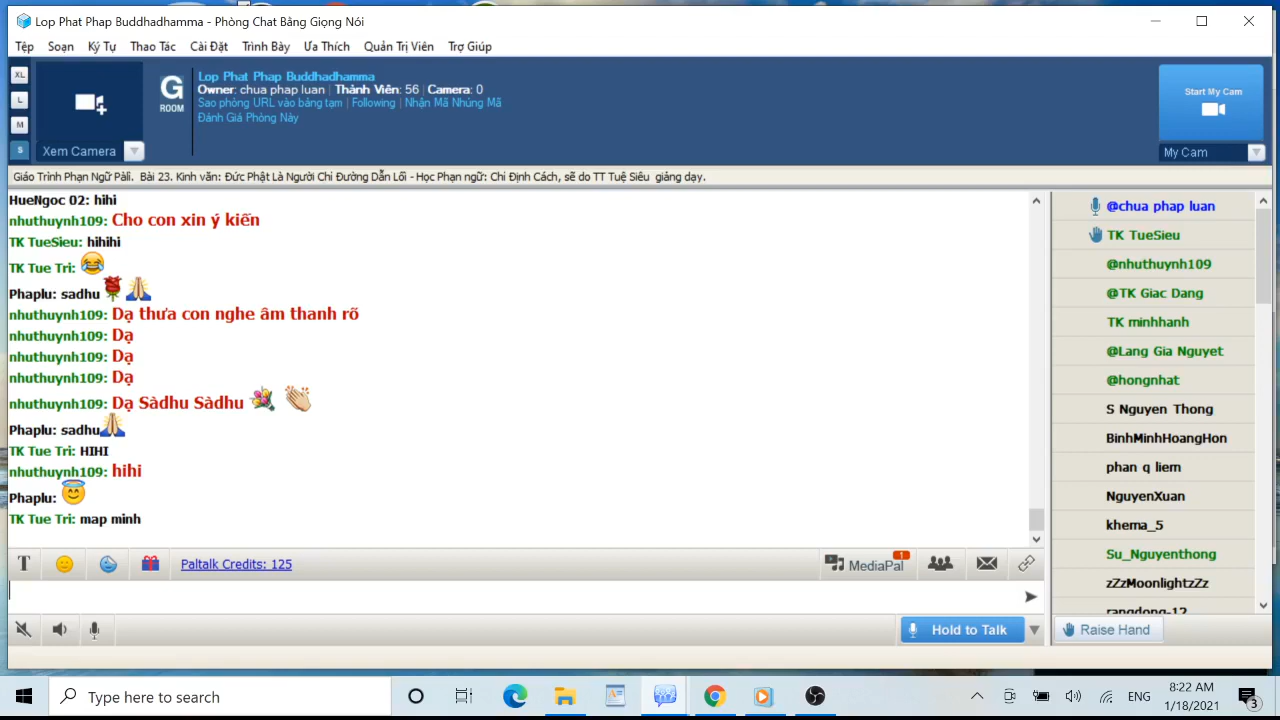 Lop Phat Phap Buddhadhamma - Phòng Chat Bằng Giọng Nói
Tệp Soạn Ký Tự Thao Tác Cài Đặt Trình Bày Ưa Thích Quản Trị Viên Trợ Giúp
XL
L
M
S
Xem Camera
G
ROOM
Lop Phat Phap Buddhadhamma
Owner: chua phap luan | Thành Viên: 56 | Camera: 0
Sao phòng URL vào bảng tạm | Following | Nhận Mã Nhúng Mã
Đánh Giá Phòng Này
Start My Cam
My Cam
Giáo Trình Phạn Ngữ Pàli. Bài 23. Kinh văn: Đức Phật Là Người Chỉ Đường Dẫn Lối - Học Phạn ngữ: Chỉ Định Cách, sẽ do TT Tuệ Siêu giảng dạy.
HueNgoc 02: hihi
nhuthuynh109: Cho con xin ý kiến
TK TueSieu: hihihi
TK Tue Tri: 😂
Phaplu: sadhu 🌹 🙏
nhuthuynh109: Dạ thưa con nghe âm thanh rõ
nhuthuynh109: Dạ
nhuthuynh109: Dạ
nhuthuynh109: Dạ
nhuthuynh109: Dạ Sàdhu Sàdhu 💐 👏
Phaplu: sadhu🙏
TK Tue Tri: HIHI
nhuthuynh109: hihi
Phaplu: 😇
TK Tue Tri: map minh
@chua phap luan
TK TueSieu
@nhuthuynh109
@TK Giac Dang
TK minhhanh
@Lang Gia Nguyet
@hongnhat
S Nguyen Thong
BinhMinhHoangHon
phan q liem
NguyenXuan
khema_5
Su_Nguyenthong
zZzMoonlightzZz
rangdong-12
T
Paltalk Credits: 125
MediaPal
1
Hold to Talk
Raise Hand
Type here to search
ENG
8:22 AM
1/18/2021
3